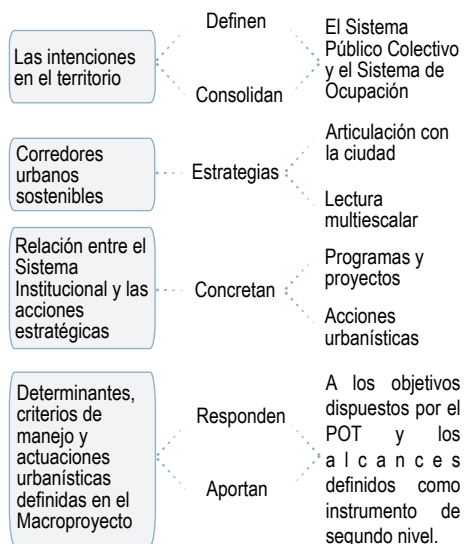 Las intenciones
en el territorio
Definen
Consolidan
El Sistema
Público Colectivo
y el Sistema de
Ocupación
Corredores
urbanos
sostenibles
Estrategias
Articulación con
la ciudad
Lectura
multiescalar
Relación entre el
Sistema
Institucional y las
acciones
estratégicas
Concretan
Programas y
proyectos
Acciones
urbanísticas
Determinantes,
criterios de
manejo y
actuaciones
urbanísticas
definidas en el
Macroproyecto
Responden
Aportan
A los objetivos
dispuestos por el
POT y los
alcances
definidos como
instrumento de
segundo nivel.